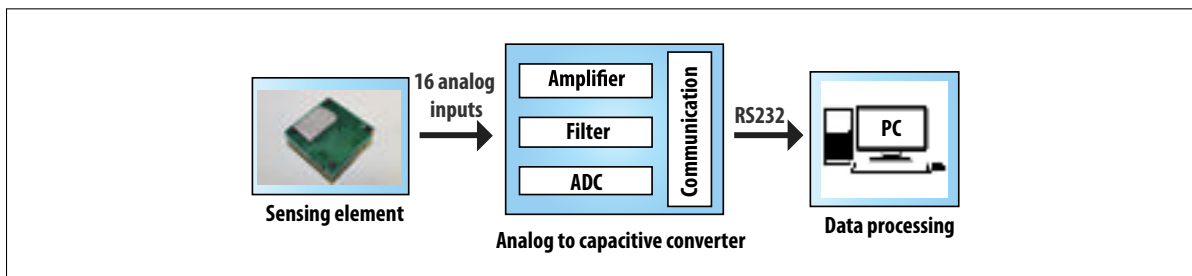 16 analog
inputs
Amplifier
Filter
ADC
Communication
RS232
PC
Sensing element
Analog to capacitive converter
Data processing